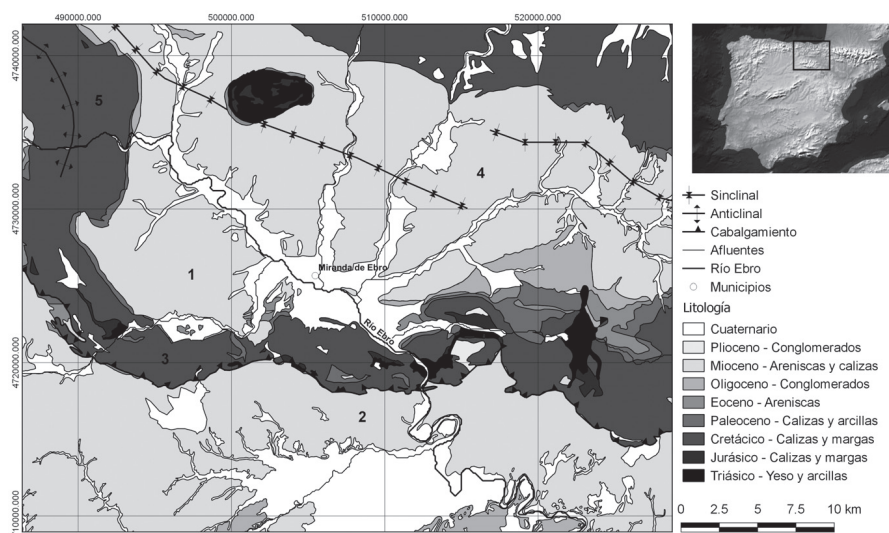 490000.000
500000.000
510000.000
520000.000
4740000.000
4730000.000
4720000.000
10000.000
5
4
1
3
2
Miranda de Ebro
Río Ebro
Sinclinal
Anticlinal
Cabalgamiento
Afluentes
Río Ebro
Municipios
Litología
Cuaternario
Plioceno - Conglomerados
Mioceno - Areniscas y calizas
Oligoceno - Conglomerados
Eoceno - Areniscas
Paleoceno - Calizas y arcillas
Cretácico - Calizas y margas
Jurásico - Calizas y margas
Triásico - Yeso y arcillas
0 2.5 5 7.5 10 km